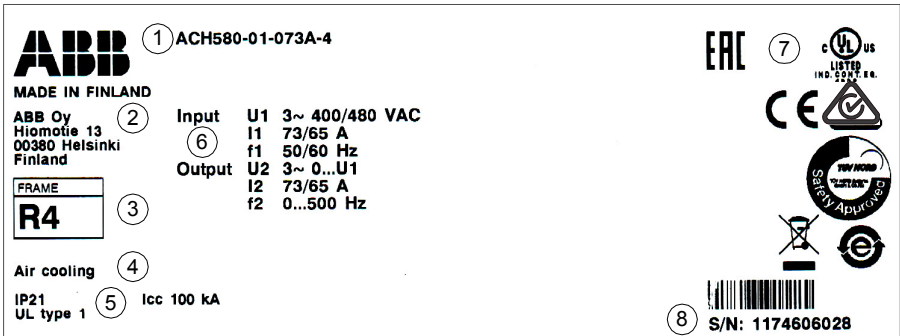 ABB
1 ACH580-01-073A-4
MADE IN FINLAND
ABB Oy 2
Hiomotie 13
00380 Helsinki
Finland
FRAME
R4
3
Air cooling 4
IP21
UL type 1
5
Icc 100 kA
6
Input U1 3~ 400/480 VAC
I1 73/65 A
f1 50/60 Hz
Output U2 3~ 0...U1
I2 73/65 A
f2 0...500 Hz
EAC
7
C UL US
LISTED
IND. CONT. EQ.
CE
TÜV NORD
Safety Approved
e
8
S/N: 1174606028